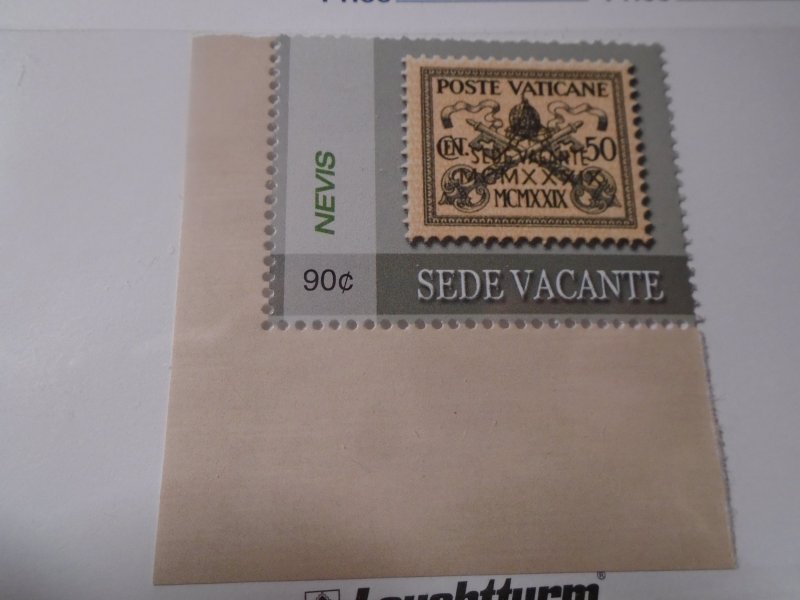 POSTE VATICANE
CENT. 50
SEDE VACANTE
MCMXXXIX
MCMXXIX
NEVIS
90¢
SEDE VACANTE
Leuchtturm®